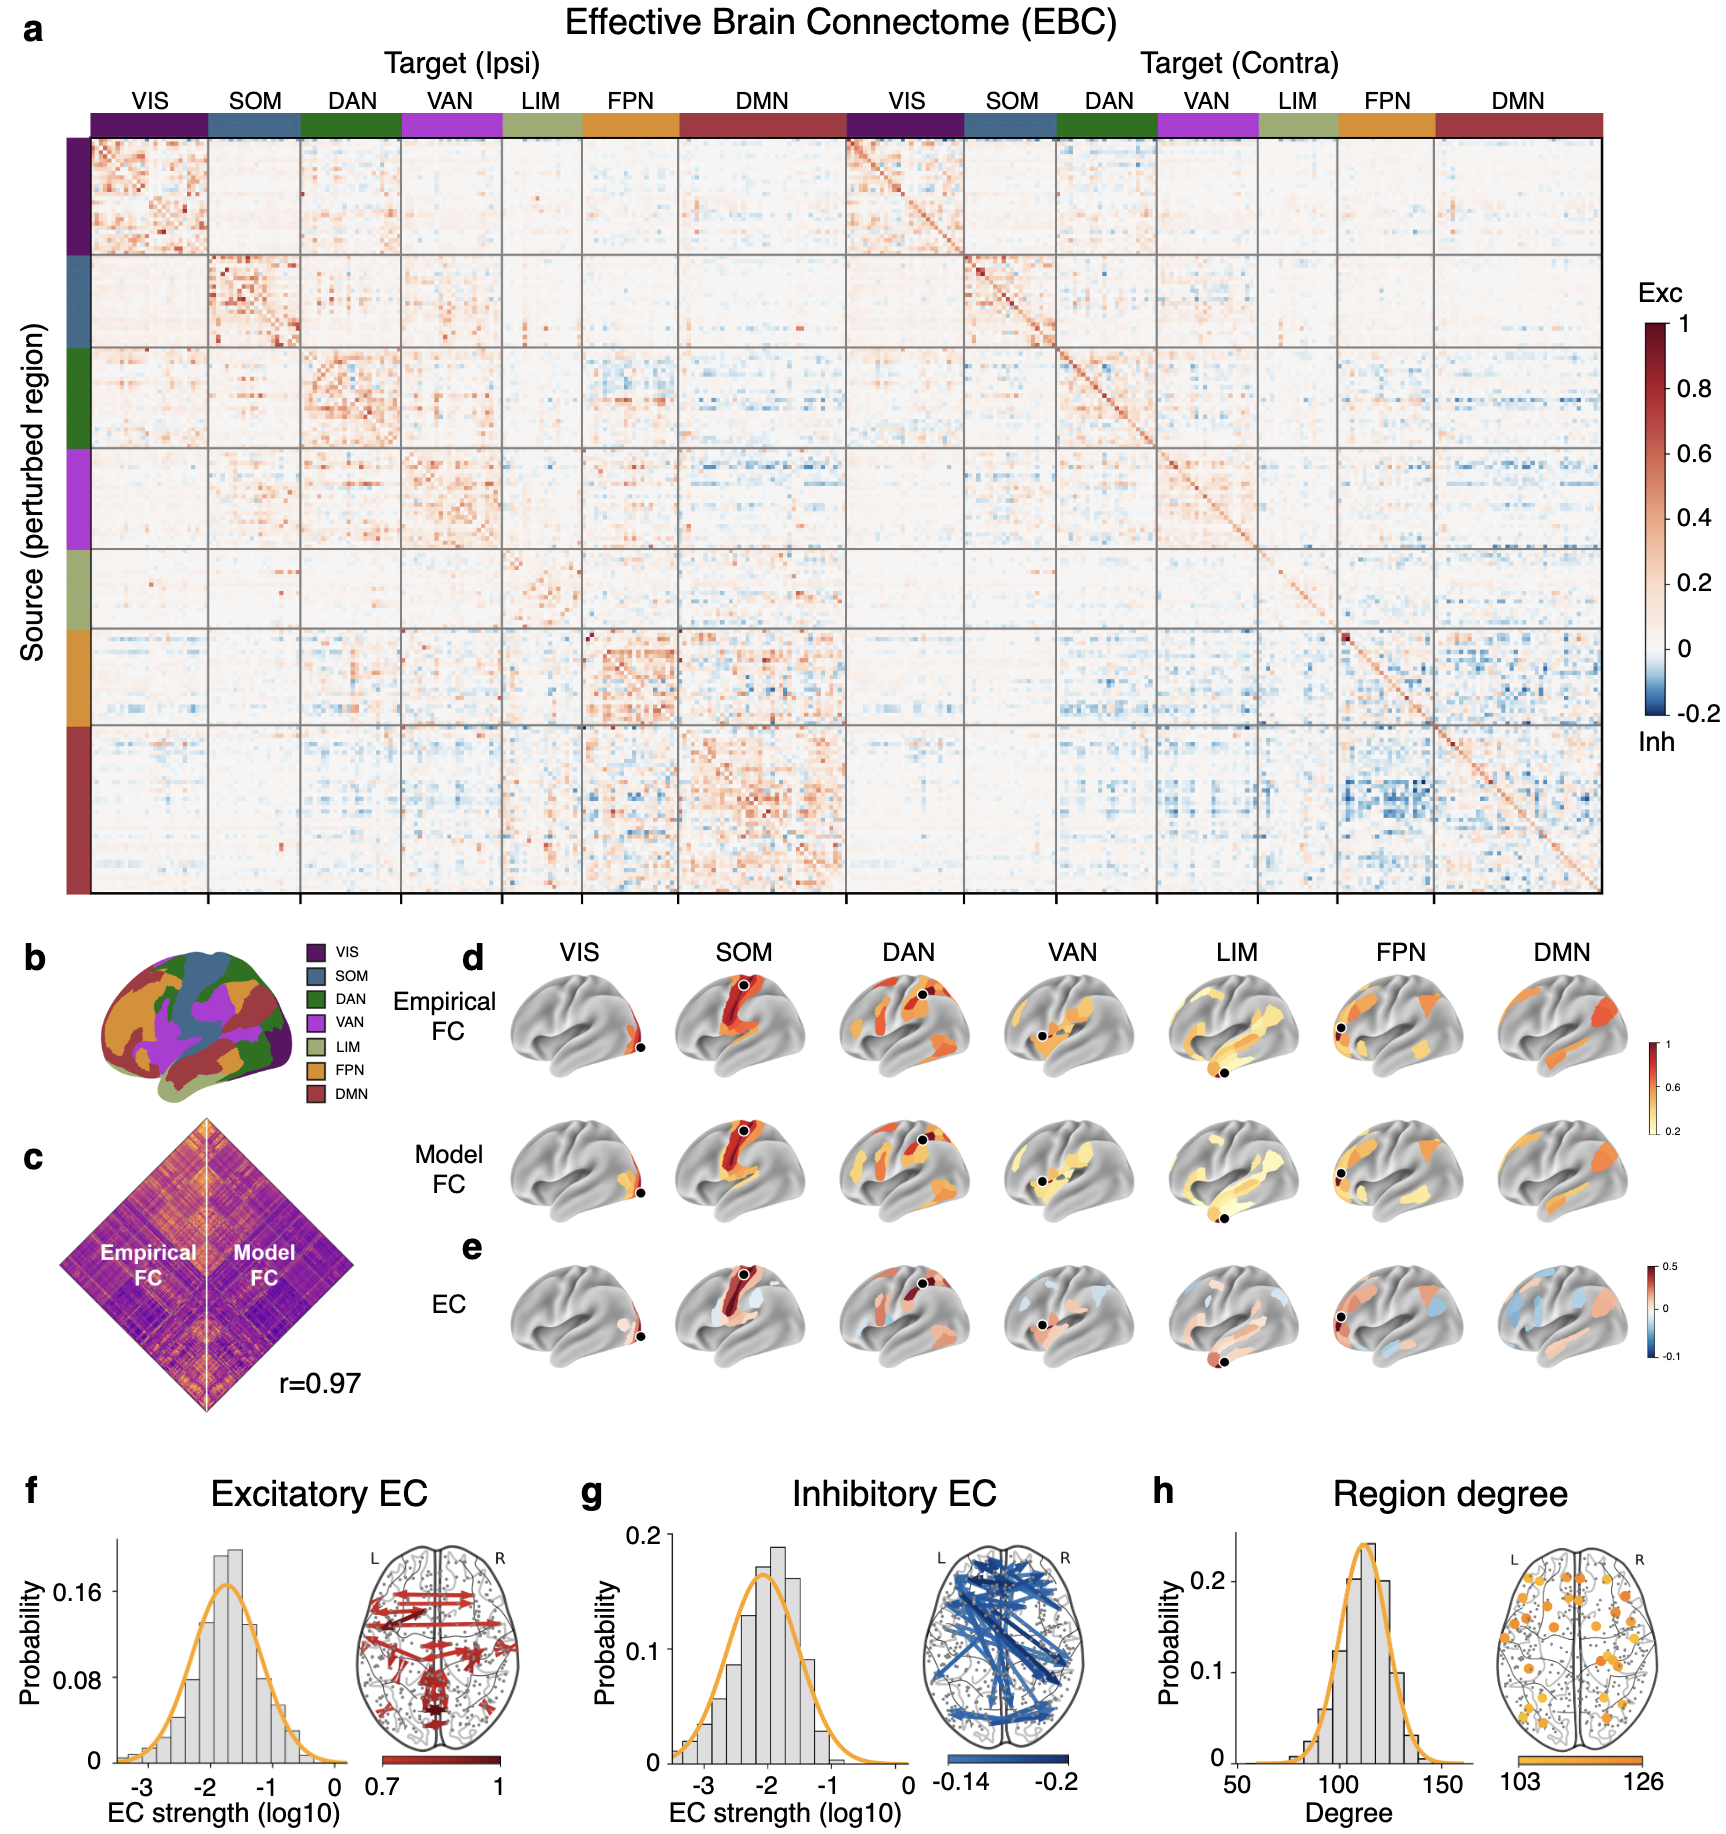 a
Effective Brain Connectome (EBC)
Target (Ipsi)
Target (Contra)
VIS SOM DAN VAN LIM FPN DMN VIS SOM DAN VAN LIM FPN DMN
Source (perturbed region)
Exc
1
0.8
0.6
0.4
0.2
0
-0.2
Inh
b
VIS
SOM
DAN
VAN
LIM
FPN
DMN
c
Empirical FC
Model FC
r=0.97
d
VIS SOM DAN VAN LIM FPN DMN
Empirical
FC
Model
FC
1
0.6
0.2
e
EC
0.5
0
-0.1
f
Excitatory EC
Probability
0.16
0.08
0
-3 -2 -1 0
EC strength (log10)
L R
0.7 1
g
Inhibitory EC
Probability
0.2
0.1
0
-3 -2 -1 0
EC strength (log10)
L R
-0.14 -0.2
h
Region degree
Probability
0.2
0.1
0
50 100 150
Degree
L R
103 126